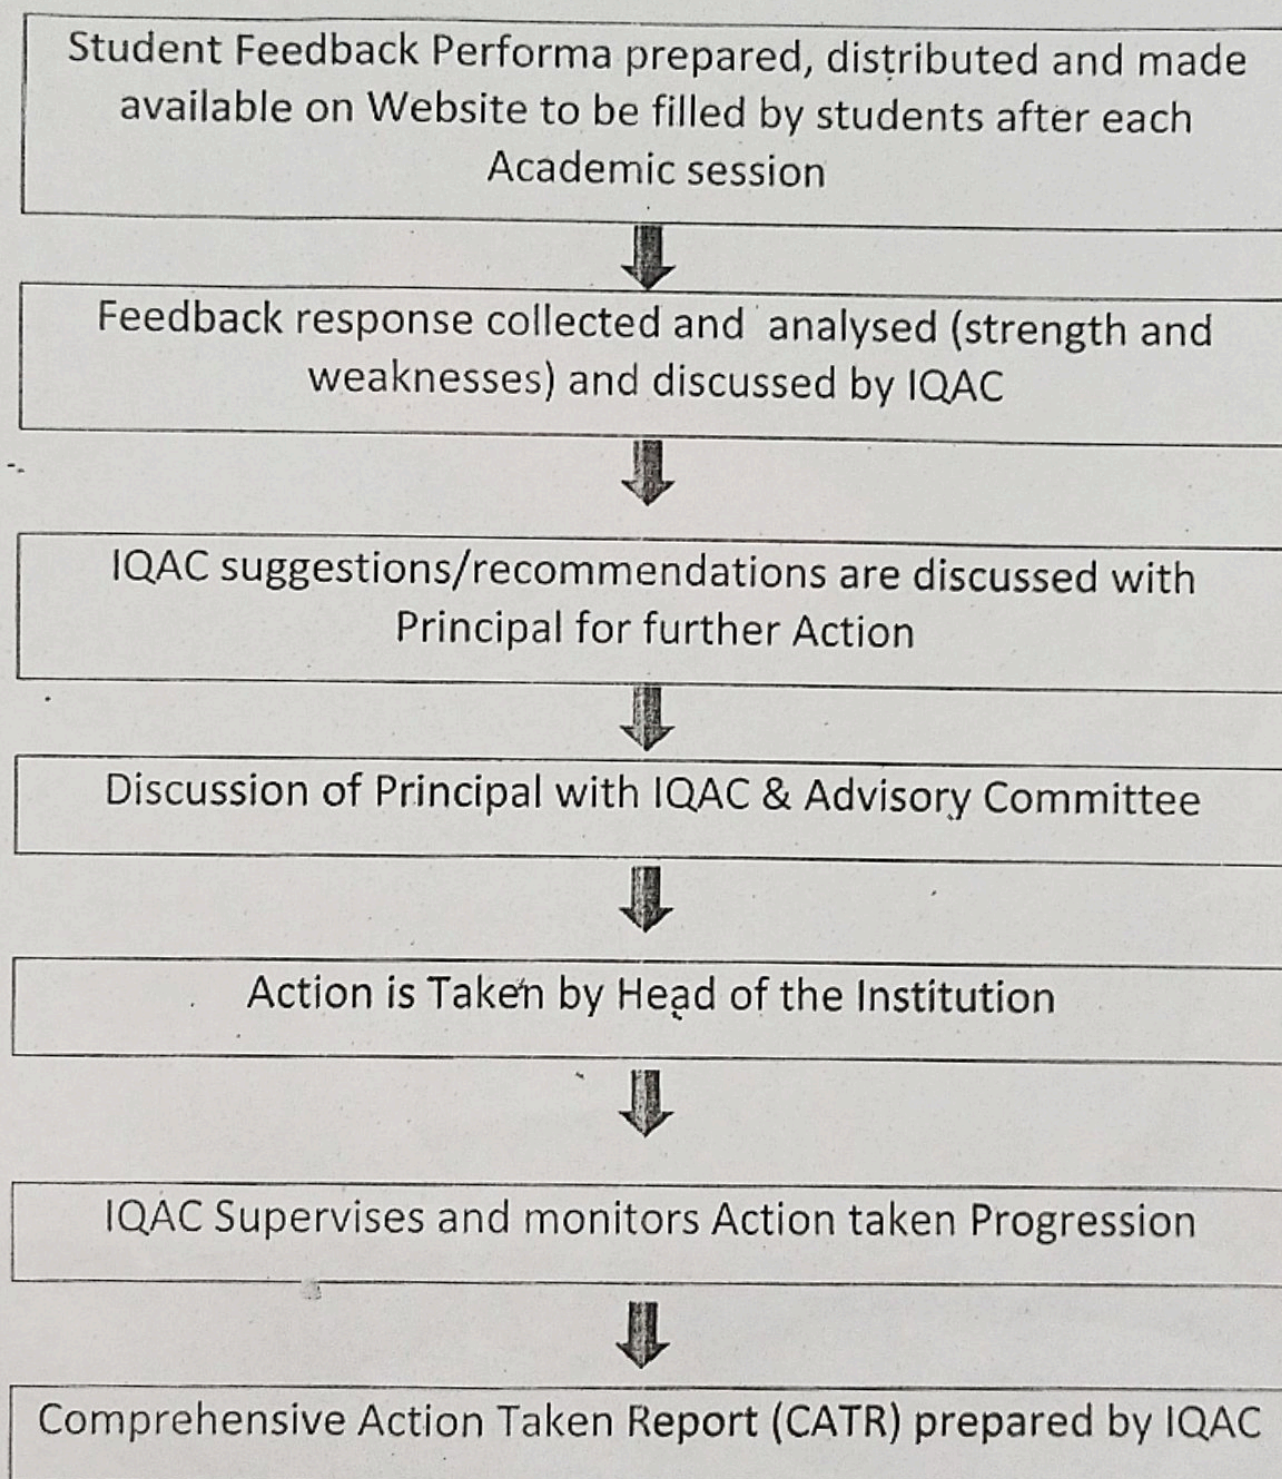 Student Feedback Performa prepared, distributed and made
available on Website to be filled by students after each
Academic session
Feedback response collected and analysed (strength and
weaknesses) and discussed by IQAC
IQAC suggestions/recommendations are discussed with
Principal for further Action
Discussion of Principal with IQAC & Advisory Committee
Action is Taken by Head of the Institution
IQAC Supervises and monitors Action taken Progression
Comprehensive Action Taken Report (CATR) prepared by IQAC